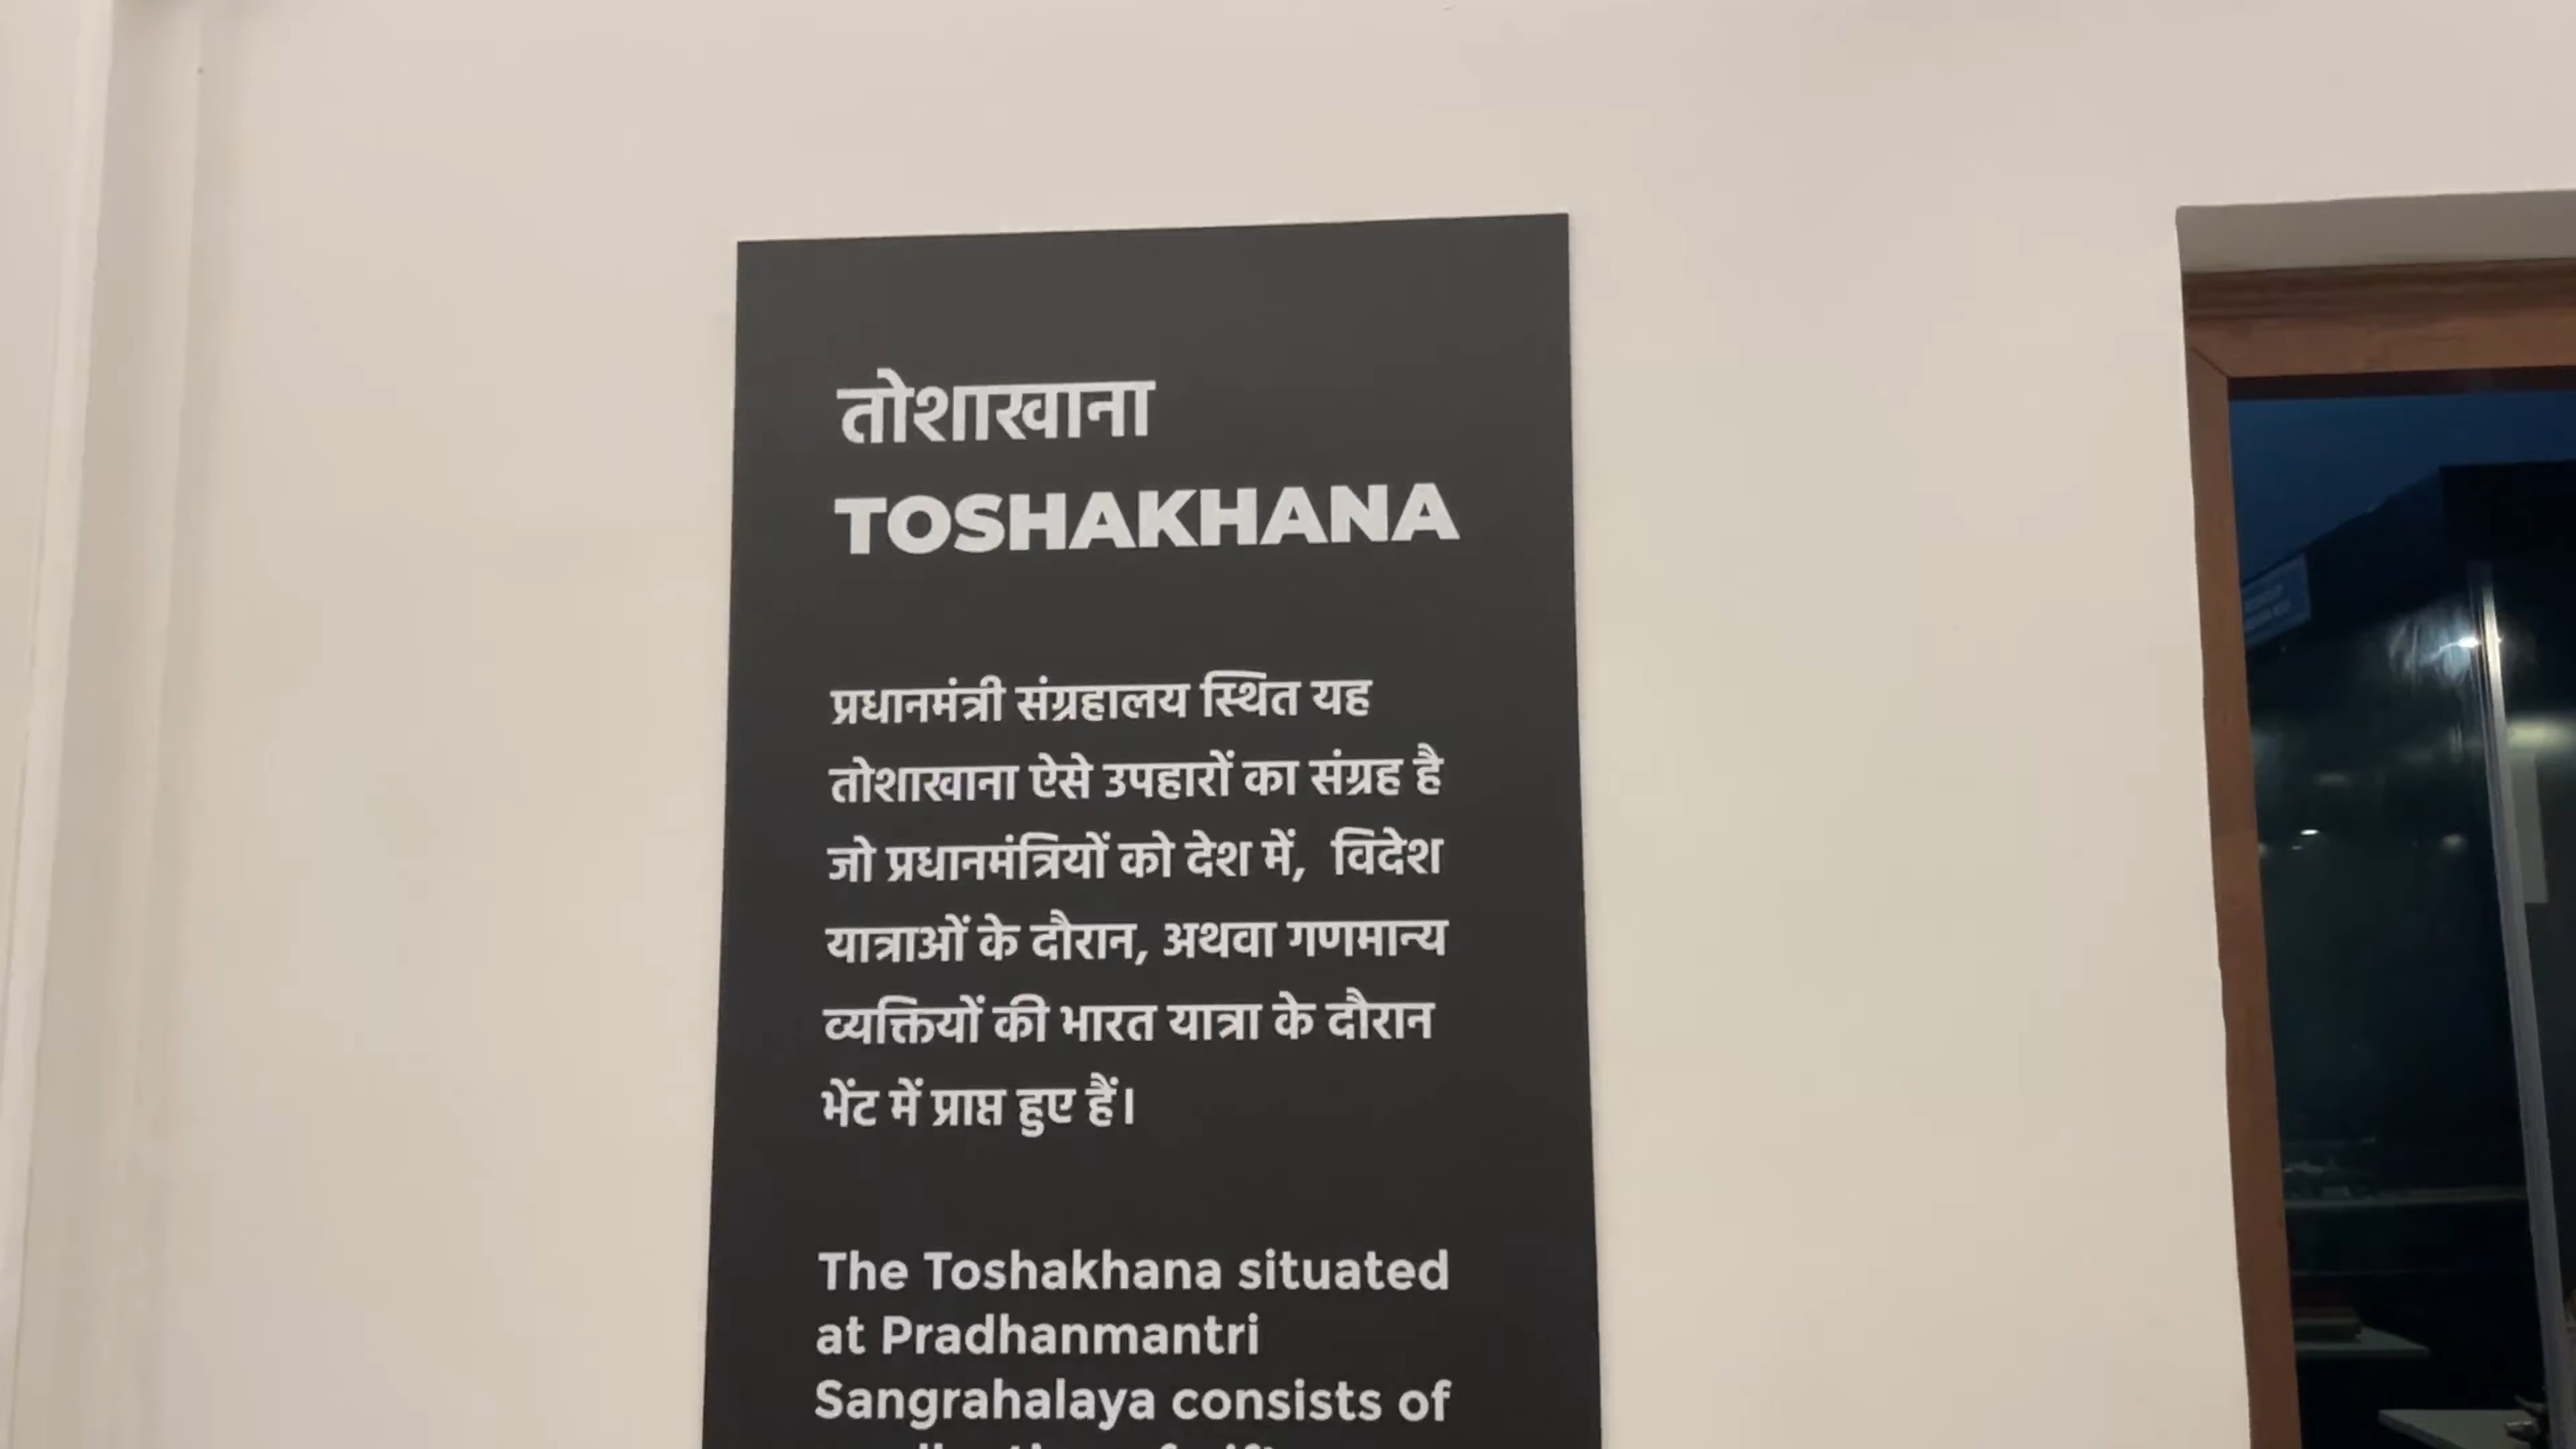 तोशाखाना
TOSHAKHANA
प्रधानमंत्री संग्रहालय स्थित यह
तोशाखाना ऐसे उपहारों का संग्रह है
जो प्रधानमंत्रियों को देश में, विदेश
यात्राओं के दौरान, अथवा गणमान्य
व्यक्तियों की भारत यात्रा के दौरान
भेंट में प्राप्त हुए हैं।
The Toshakhana situated
at Pradhanmantri
Sangrahalaya consists of